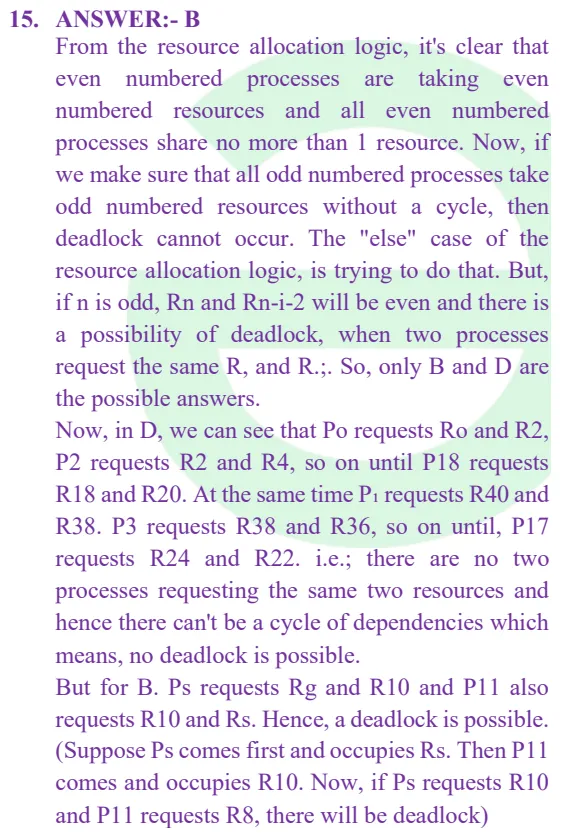 15. ANSWER:- B
From the resource allocation logic, it's clear that
even numbered processes are taking even
numbered resources and all even numbered
processes share no more than 1 resource. Now, if
we make sure that all odd numbered processes take
odd numbered resources without a cycle, then
deadlock cannot occur. The "else" case of the
resource allocation logic, is trying to do that. But,
if n is odd, Rn and Rn-i-2 will be even and there is
a possibility of deadlock, when two processes
request the same R, and R.;. So, only B and D are
the possible answers.
Now, in D, we can see that Po requests Ro and R2,
P2 requests R2 and R4, so on until P18 requests
R18 and R20. At the same time P₁ requests R40 and
R38. P3 requests R38 and R36, so on until, P17
requests R24 and R22. i.e.; there are no two
processes requesting the same two resources and
hence there can't be a cycle of dependencies which
means, no deadlock is possible.
But for B. Ps requests Rg and R10 and P11 also
requests R10 and Rs. Hence, a deadlock is possible.
(Suppose Ps comes first and occupies Rs. Then P11
comes and occupies R10. Now, if Ps requests R10
and P11 requests R8, there will be deadlock)